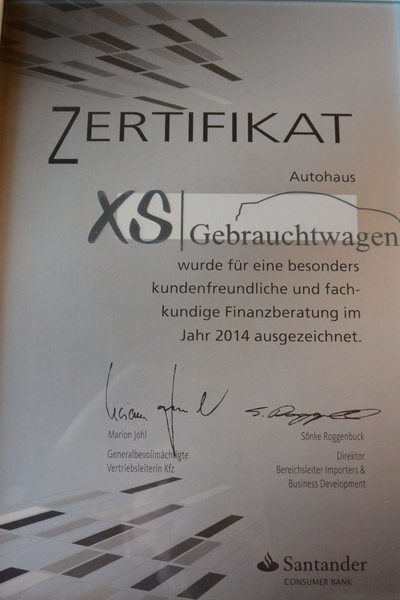 ZERTIFIKAT
Autohaus
XS Gebrauchtwagen
wurde für eine besonders
kundenfreundliche und fach-
kundige Finanzberatung im
Jahr 2014 ausgezeichnet.
Marion Johl
Generalbevollmächtigte
Vertriebsleiterin Kfz
Sönke Roggenbuck
Direktor
Bereichsleiter Importers &
Business Development
Santander
CONSUMER BANK